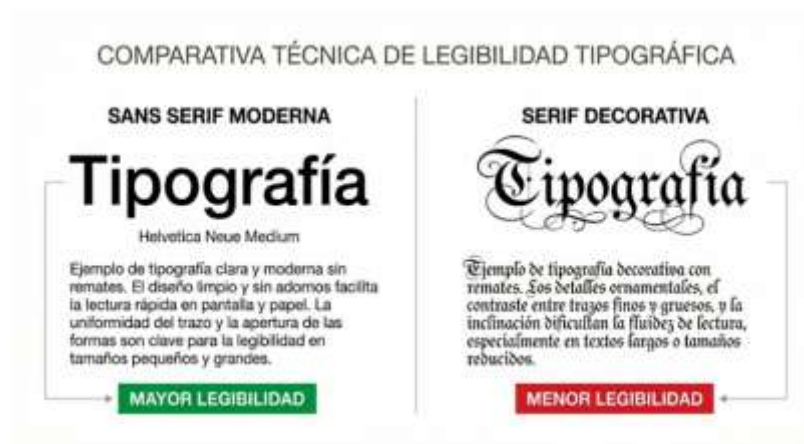 COMPARATIVA TÉCNICA DE LEGIBILIDAD TIPOGRÁFICA
SANS SERIF MODERNA
Tipografía
Helvetica Neue Medium
Ejemplo de tipografía clara y moderna sin
remates. El diseño limpio y sin adornos facilita
la lectura rápida en pantalla y papel. La
uniformidad del trazo y la apertura de las
formas son clave para la legibilidad en
tamaños pequeños y grandes.
MAYOR LEGIBILIDAD
SERIF DECORATIVA
Tipografía
Ejemplo de tipografía decorativa con
remates. Los detalles ornamentales, el
contraste entre trazos finos y gruesos, y la
inclinación dificultan la fluidez de lectura,
especialmente en textos largos o tamaños
reducidos.
MENOR LEGIBILIDAD